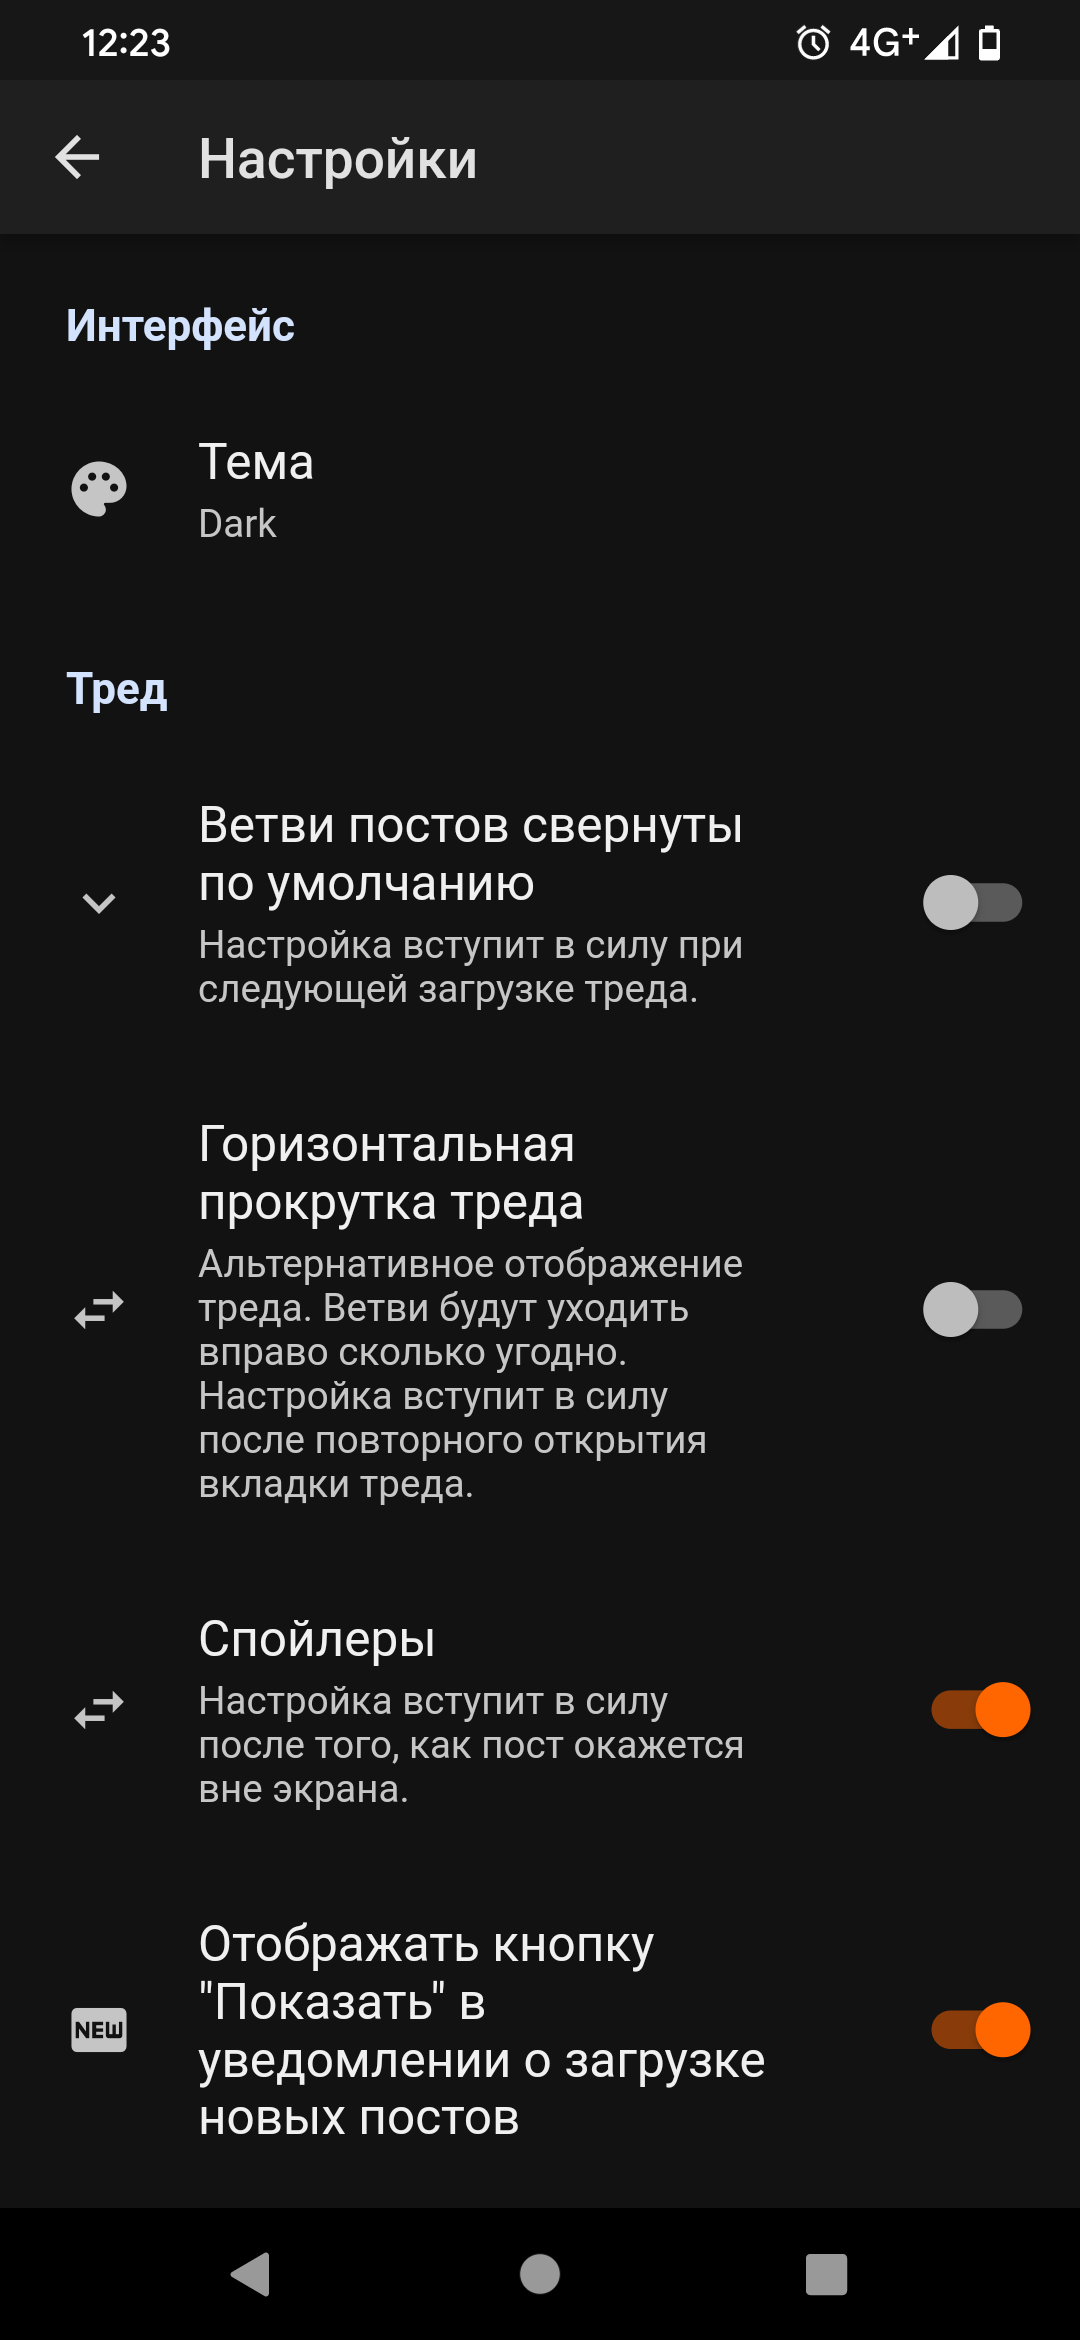 12:23
4G+
Настройки
Интерфейс
Тема
Dark
Тред
Ветви постов свернуты
по умолчанию
Настройка вступит в силу при
следующей загрузке треда.
Горизонтальная
прокрутка треда
Альтернативное отображение
треда. Ветви будут уходить
вправо сколько угодно.
Настройка вступит в силу
после повторного открытия
вкладки треда.
Спойлеры
Настройка вступит в силу
после того, как пост окажется
вне экрана.
NEW
Отображать кнопку
"Показать" в
уведомлении о загрузке
новых постов